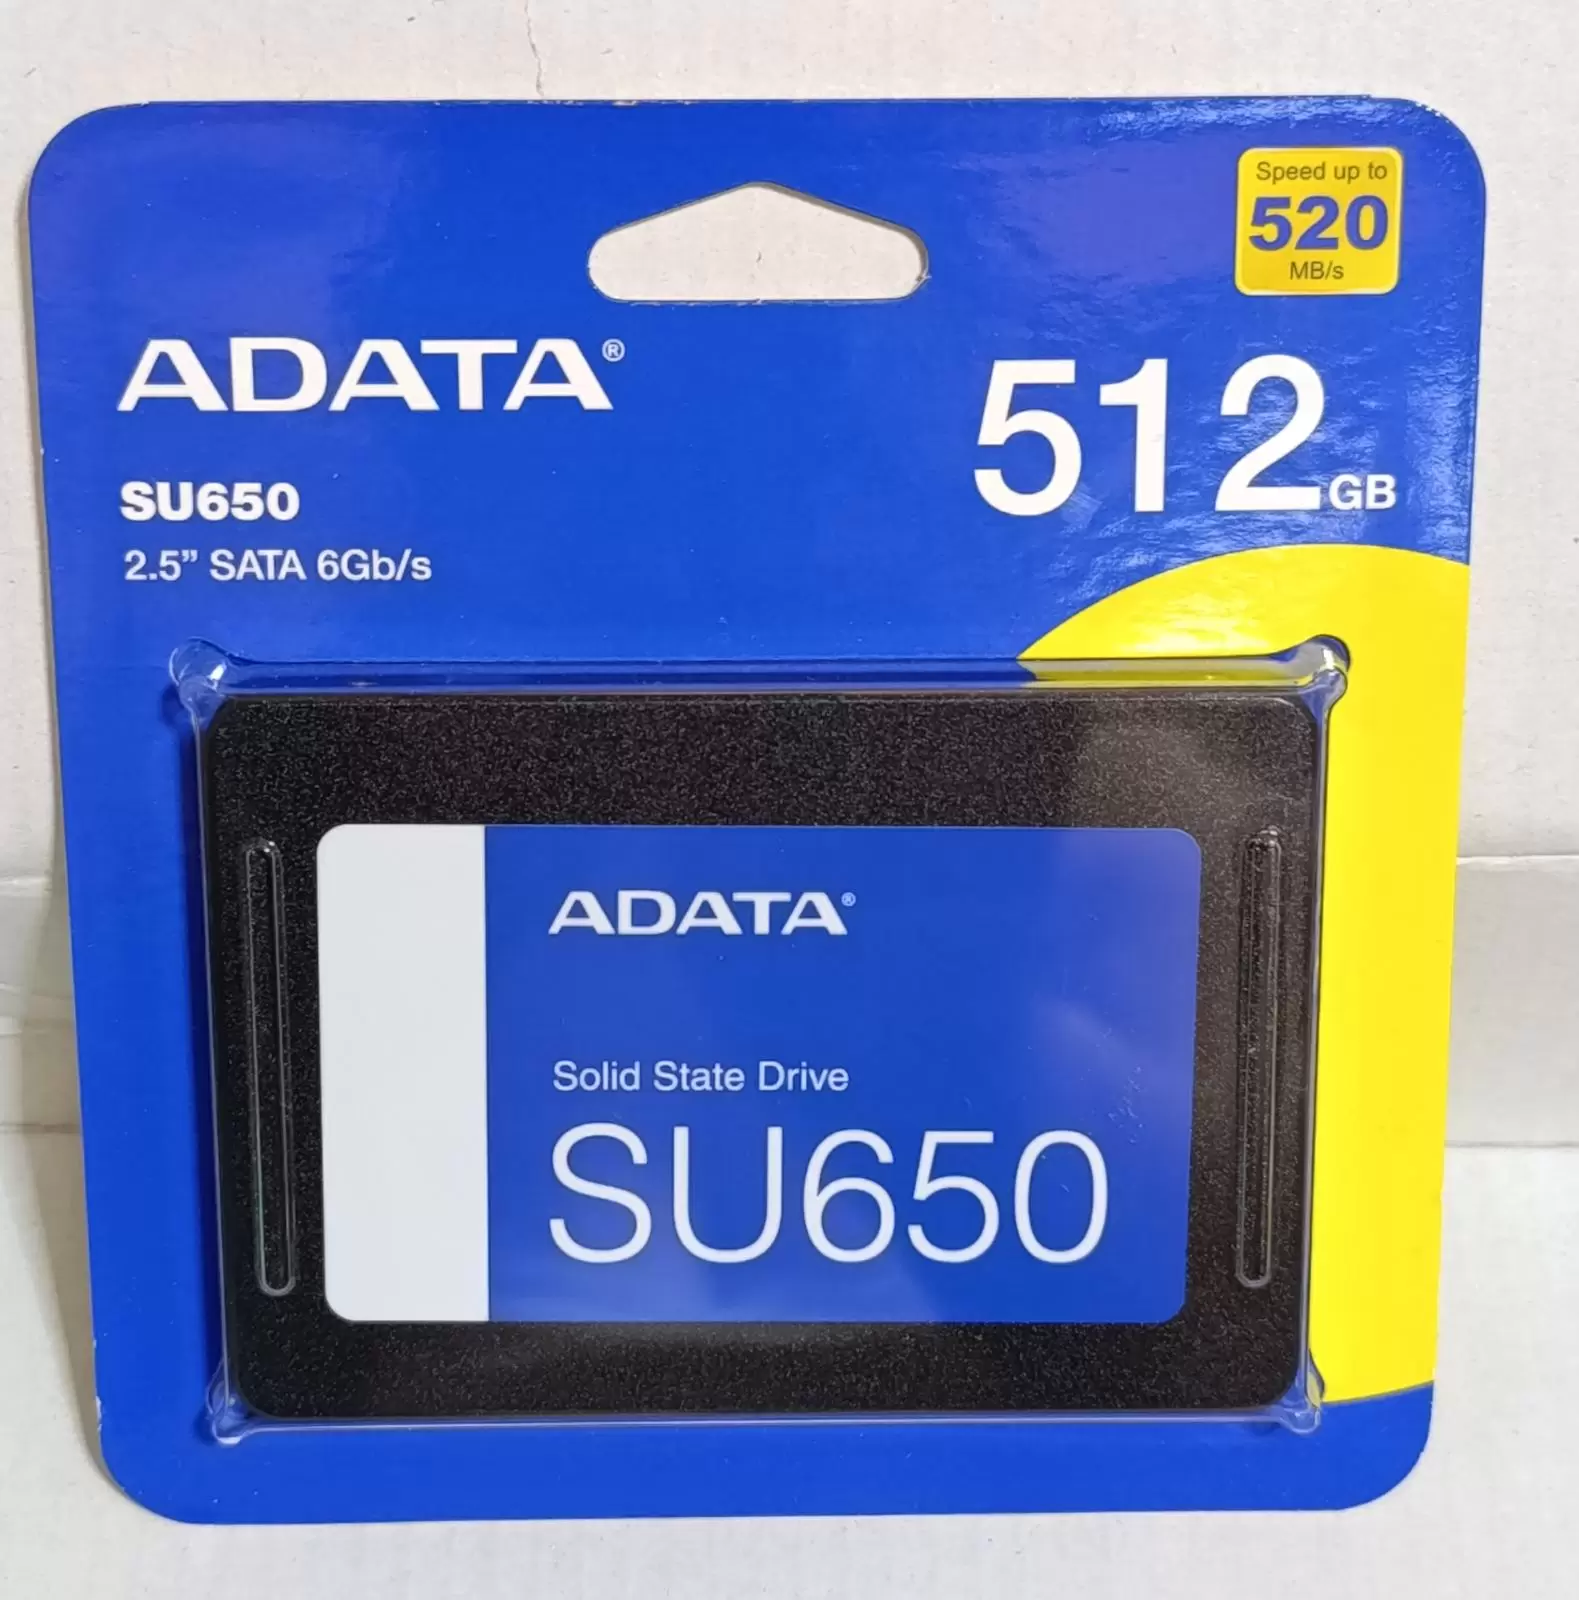 Speed up to
520
MB/s
ADATA®
512GB
SU650
2.5” SATA 6Gb/s
ADATA®
Solid State Drive
SU650